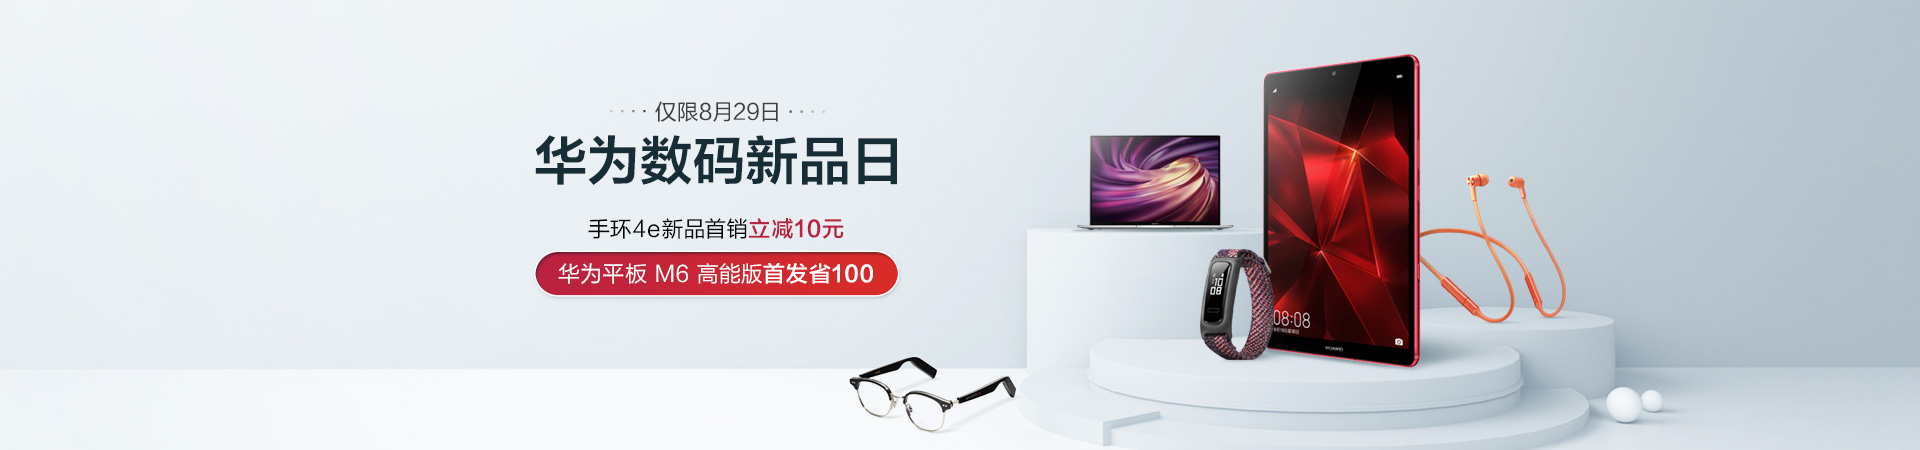 仅限8月29日
华为数码新品日
手环4e新品首销立减10元
华为平板 M6 高能版首发省100
10
08
08:08
HUAWEI